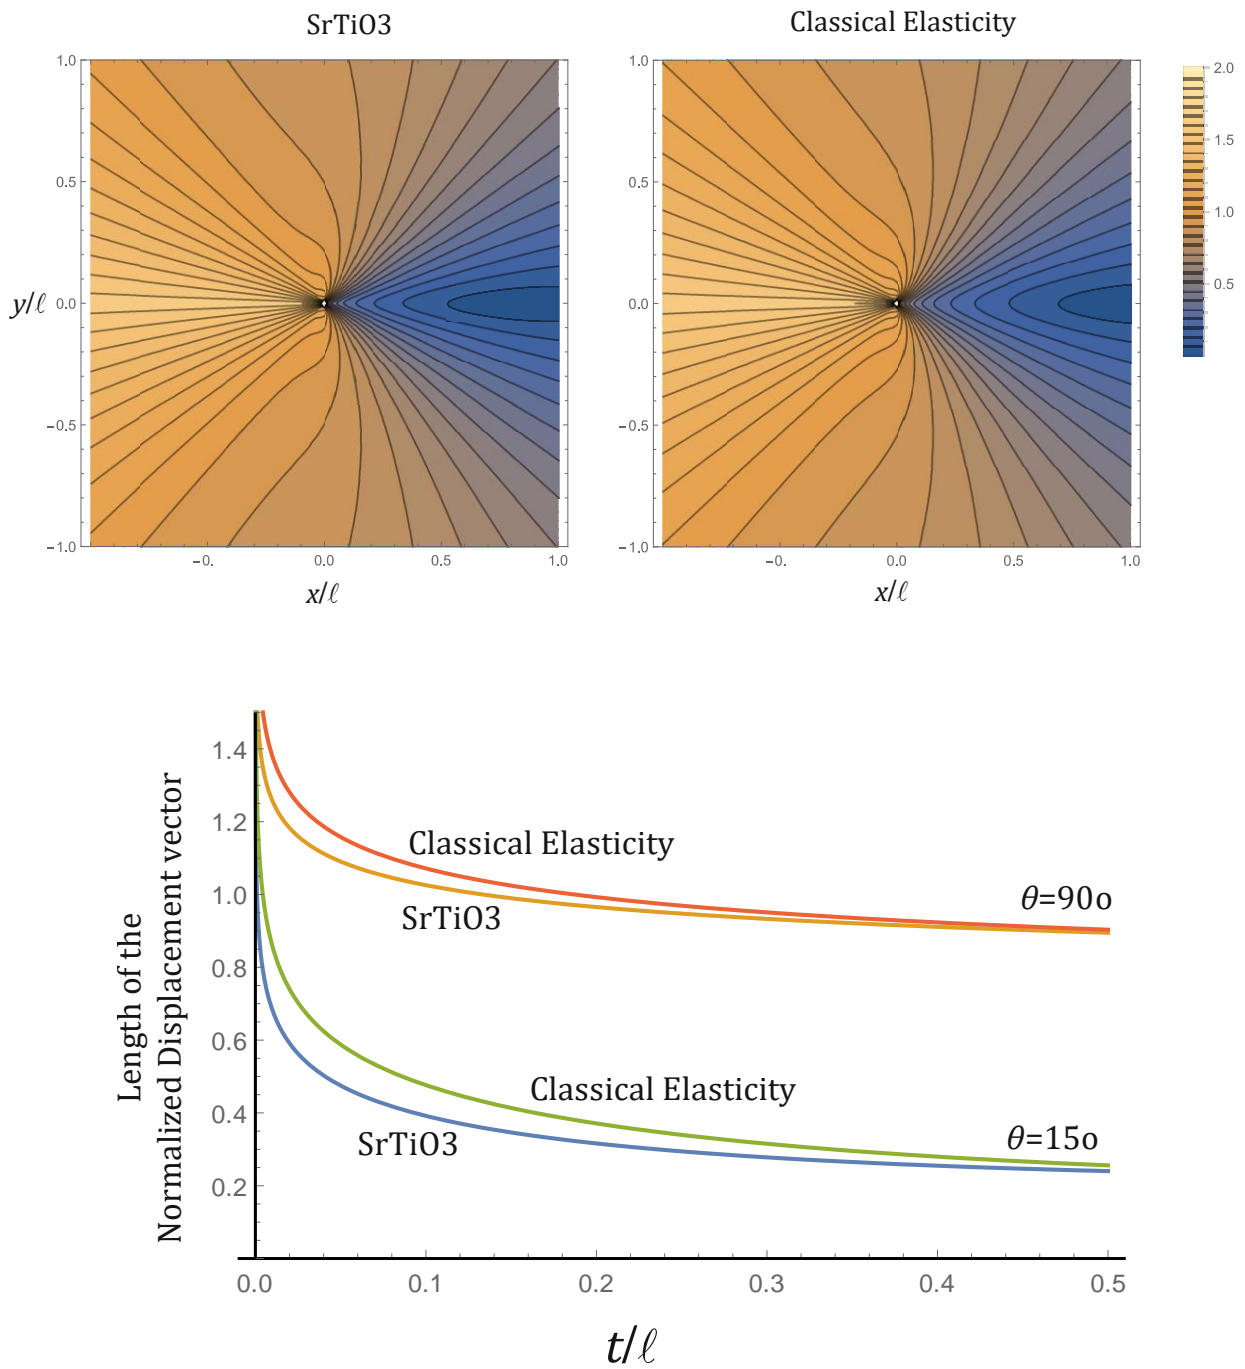 SrTiO3
Classical Elasticity
1.0
0.5
0.0
−0.5
−1.0
y/ℓ
−0.
0.0
0.5
1.0
x/ℓ
1.0
0.5
0.0
−0.5
−1.0
−0.
0.0
0.5
1.0
x/ℓ
2.0
1.5
1.0
0.5
Length of the
Normalized Displacement vector
1.4
1.2
1.0
0.8
0.6
0.4
0.2
Classical Elasticity
SrTiO3
θ=90o
Classical Elasticity
SrTiO3
θ=15o
0.0
0.1
0.2
0.3
0.4
0.5
t/ℓ